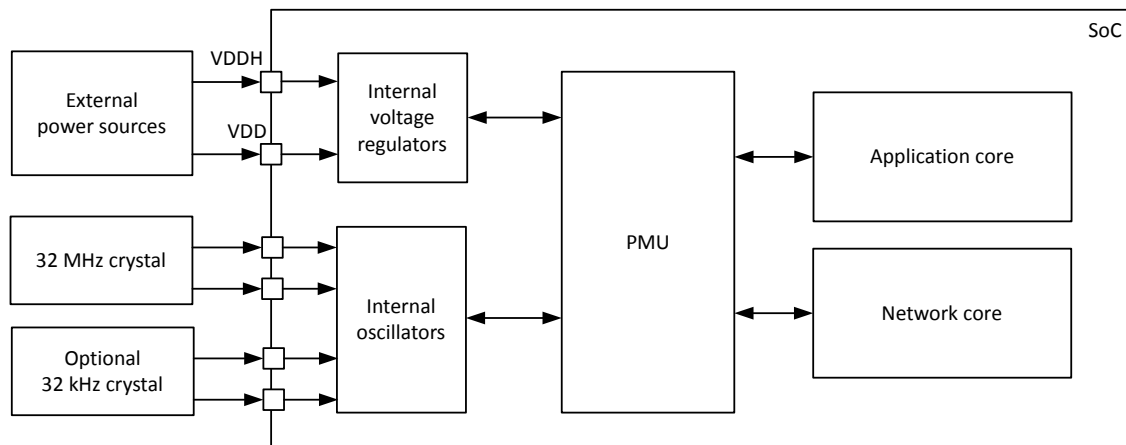 SoC
VDDH
External
power sources
VDD
Internal
voltage
regulators
Application core
PMU
32 MHz crystal
Internal
oscillators
Network core
Optional
32 kHz crystal